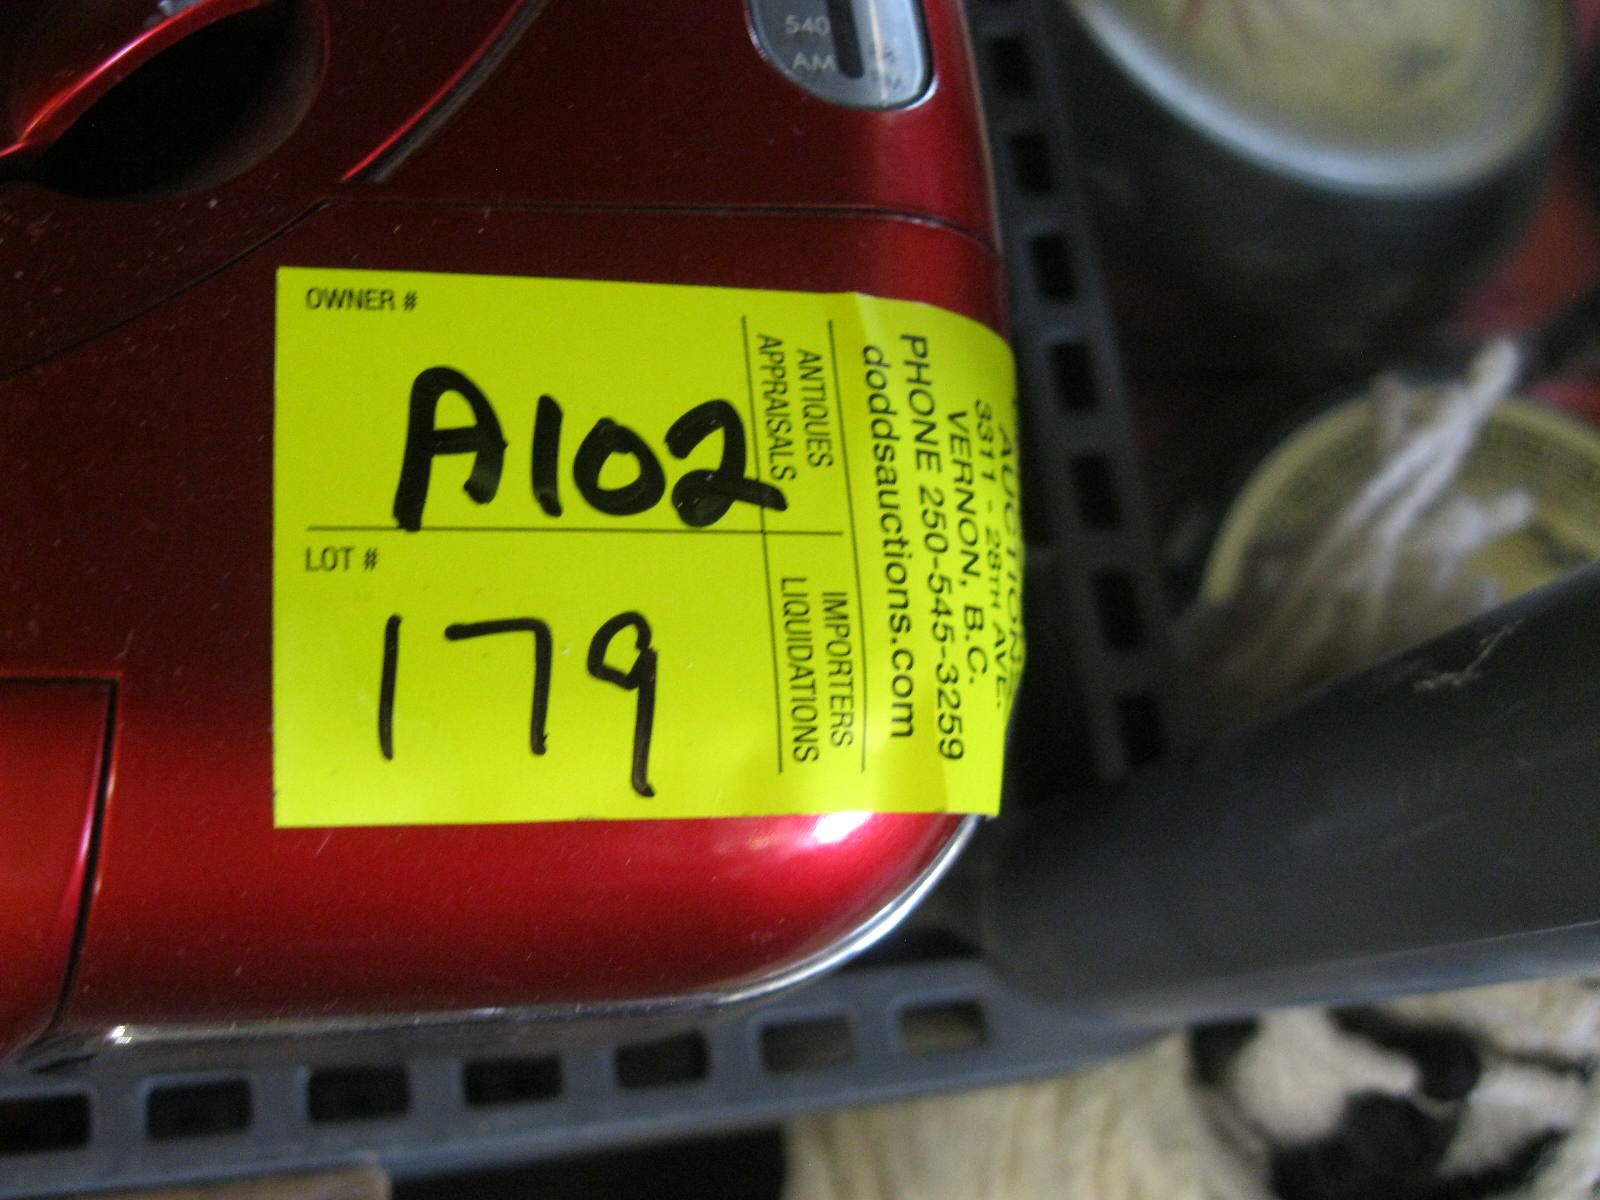 540
AM
OWNER #
A102
LOT #
179
ANTIQUES
APPRAISALS
IMPORTERS
LIQUIDATIONS
AUCTIONS
3311 - 28TH AVE.
VERNON, B.C.
PHONE 250-545-3259
doddsauctions.com